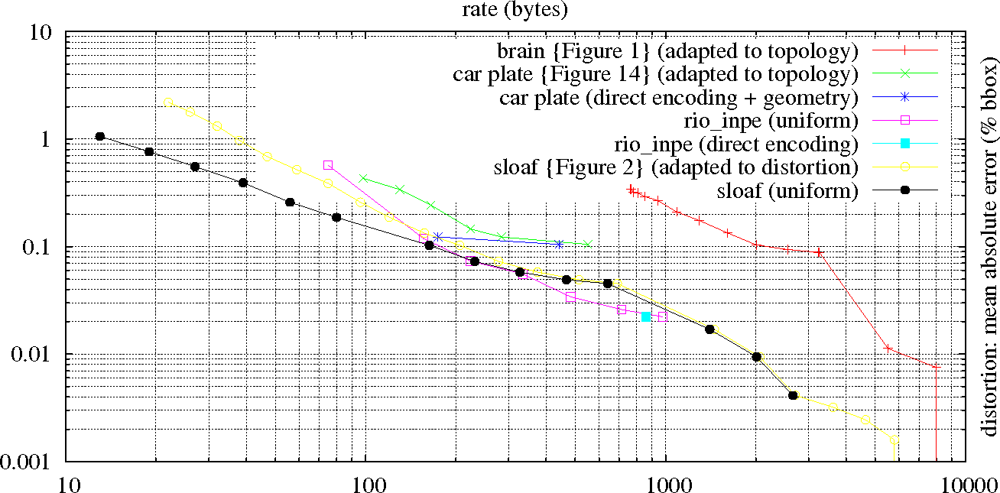 rate (bytes)
10
1
0.1
0.01
0.001
brain {Figure 1} (adapted to topology)
car plate {Figure 14} (adapted to topology)
car plate (direct encoding + geometry)
rio_inpe (uniform)
rio_inpe (direct encoding)
sloaf {Figure 2} (adapted to distortion)
sloaf (uniform)
distortion: mean absolute error (% bbox)
10
100
1000
10000